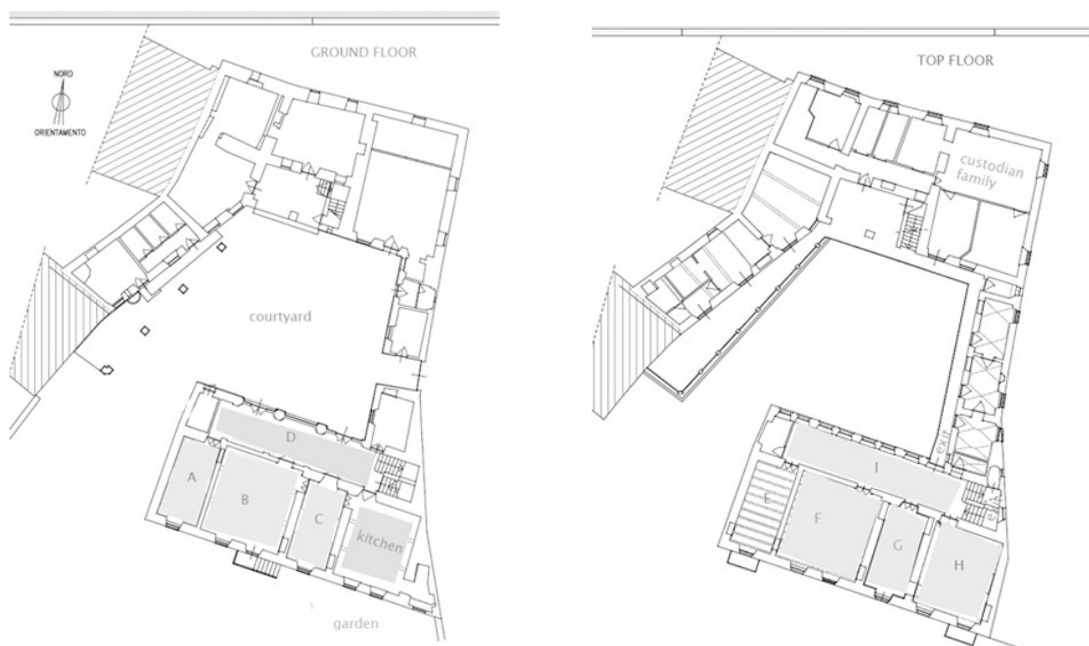 GROUND FLOOR
NORD
ORIENTAMENTO
courtyard
D
A
B
C
kitchen
garden
TOP FLOOR
custodian
family
exit
I
E
F
G
H